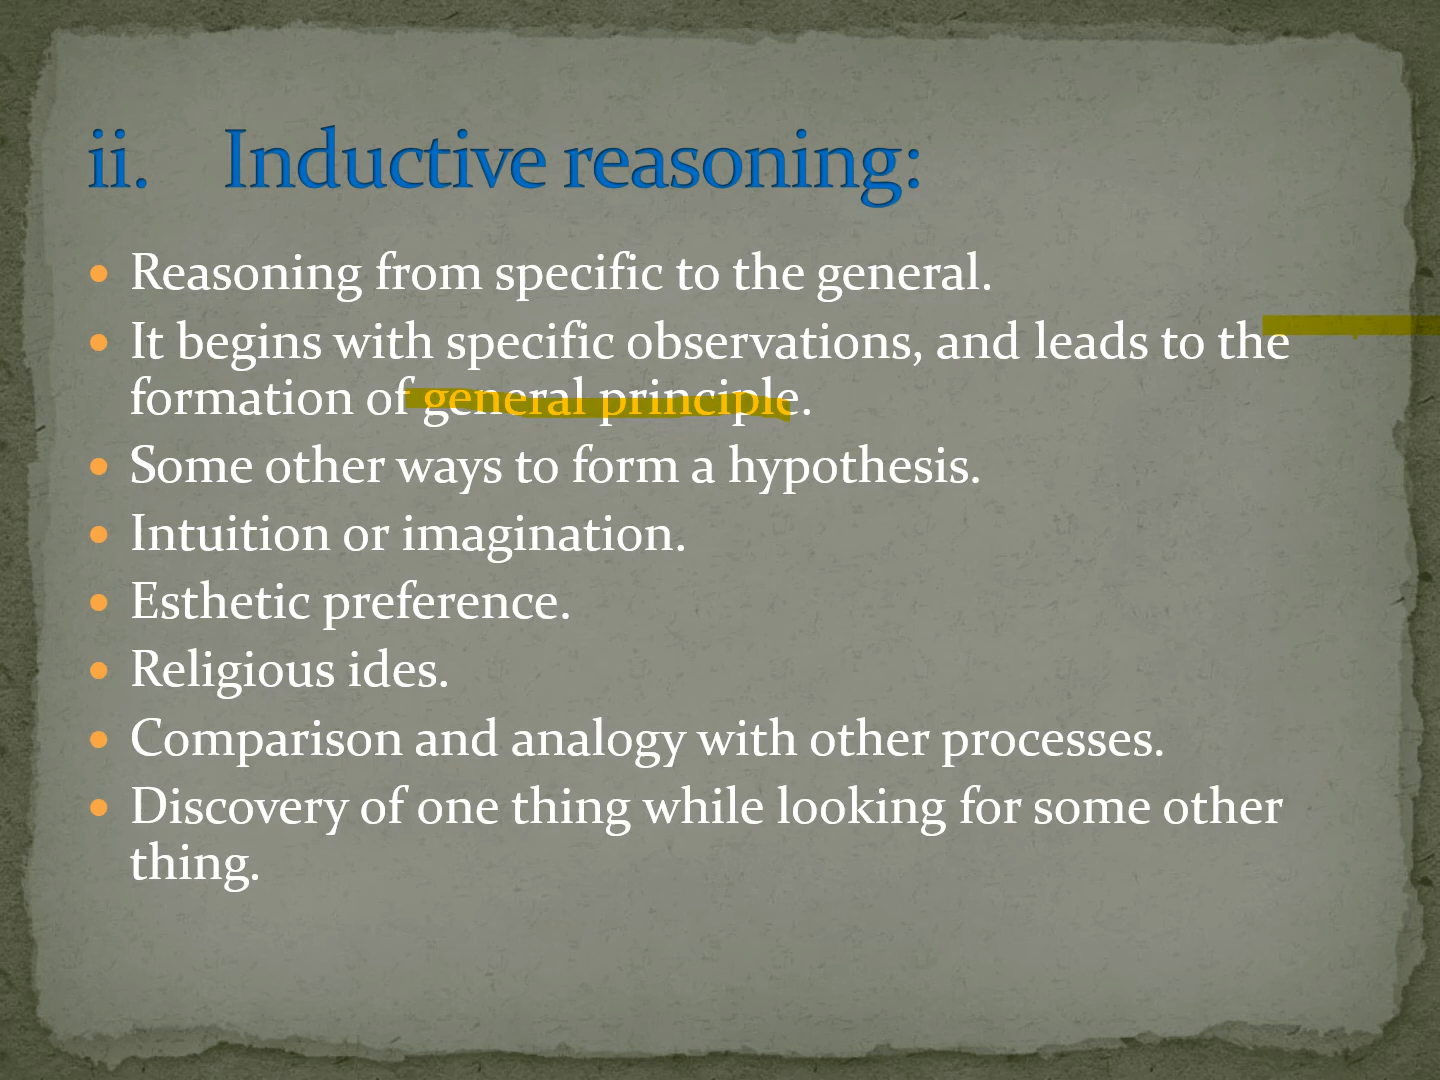 ii. Inductive reasoning:
• Reasoning from specific to the general.
• It begins with specific observations, and leads to the
formation of general principle.
• Some other ways to form a hypothesis.
• Intuition or imagination.
• Esthetic preference.
• Religious ides.
• Comparison and analogy with other processes.
• Discovery of one thing while looking for some other
thing.